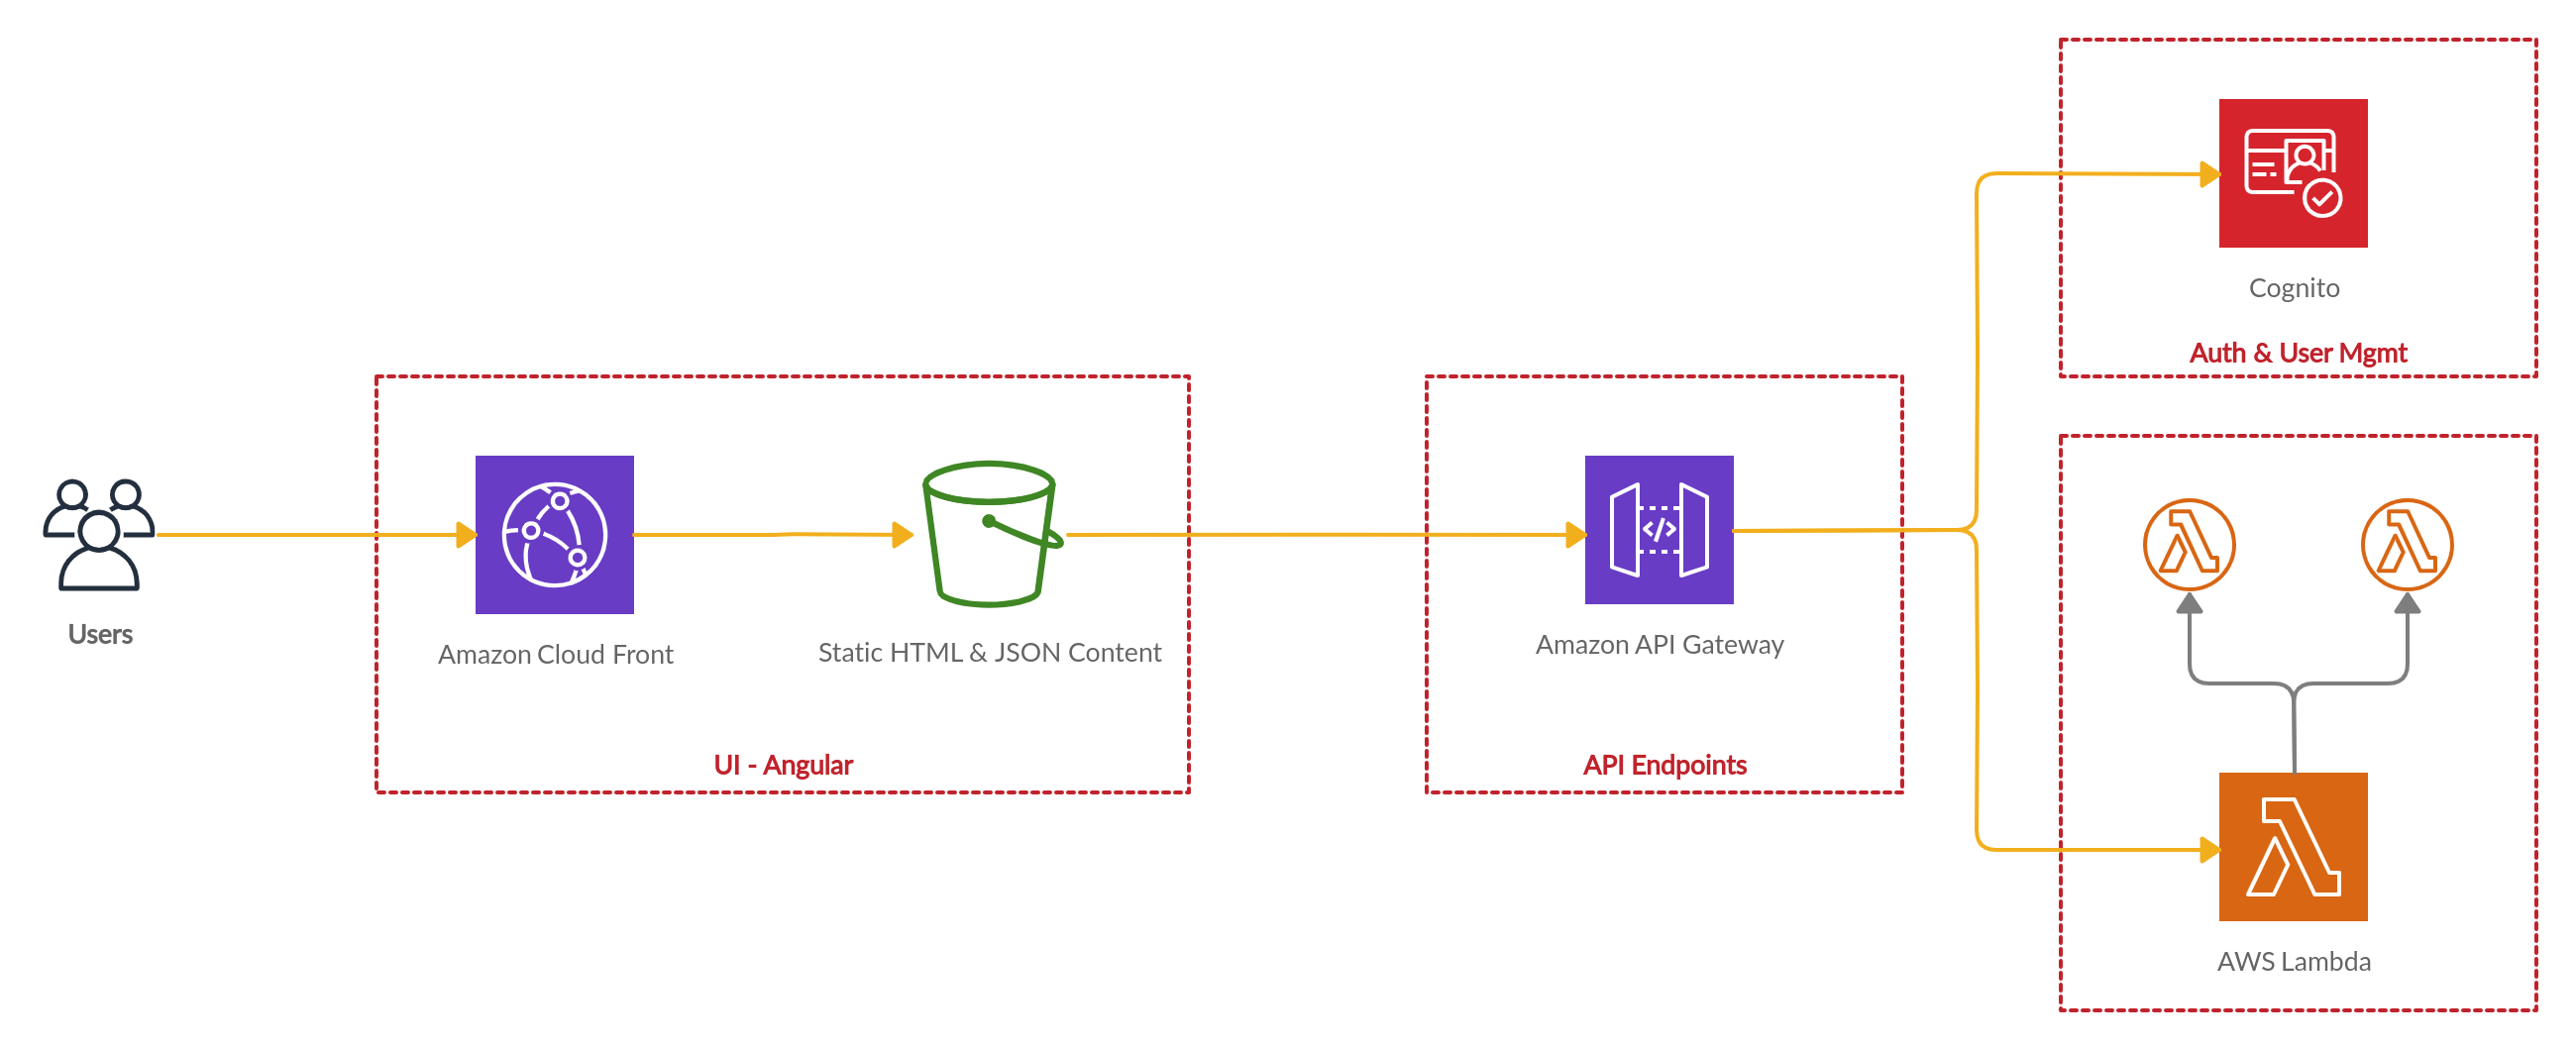 Users
Amazon Cloud Front
Static HTML & JSON Content
UI - Angular
Amazon API Gateway
API Endpoints
Cognito
Auth & User Mgmt
AWS Lambda